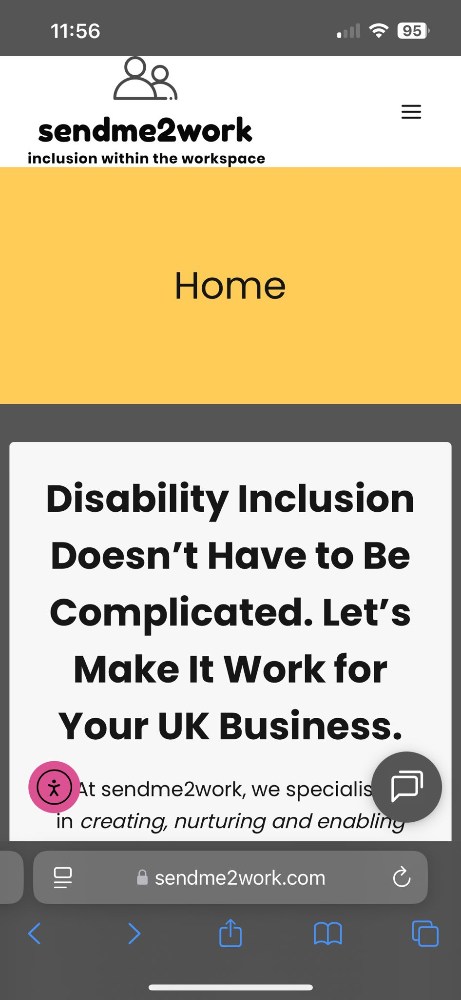 11:56
95
sendme2work
inclusion within the workspace
Home
Disability Inclusion
Doesn’t Have to Be
Complicated. Let’s
Make It Work for
Your UK Business.
At sendme2work, we specialis
in creating, nurturing and enabling
sendme2work.com